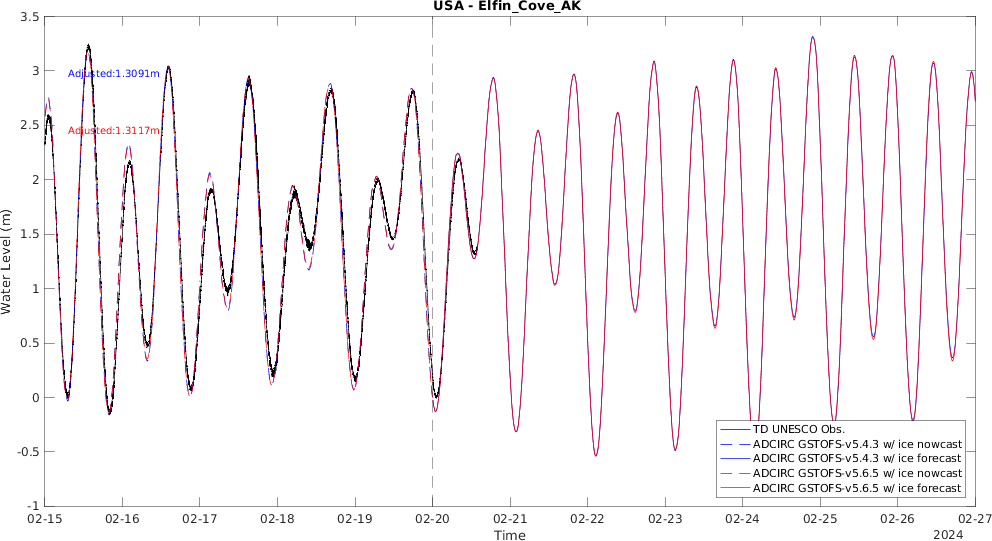 USA - Elfin_Cove_AK
3.5
3
2.5
2
1.5
1
0.5
0
-0.5
-1
Water Level (m)
Adjusted:1.3091m
Adjusted:1.3117m
TD UNESCO Obs.
ADCIRC GSTOFS-v5.4.3 w/ ice nowcast
ADCIRC GSTOFS-v5.4.3 w/ ice forecast
ADCIRC GSTOFS-v5.6.5 w/ ice nowcast
ADCIRC GSTOFS-v5.6.5 w/ ice forecast
02-15 02-16 02-17 02-18 02-19 02-20 02-21 02-22 02-23 02-24 02-25 02-26 02-27
Time
2024